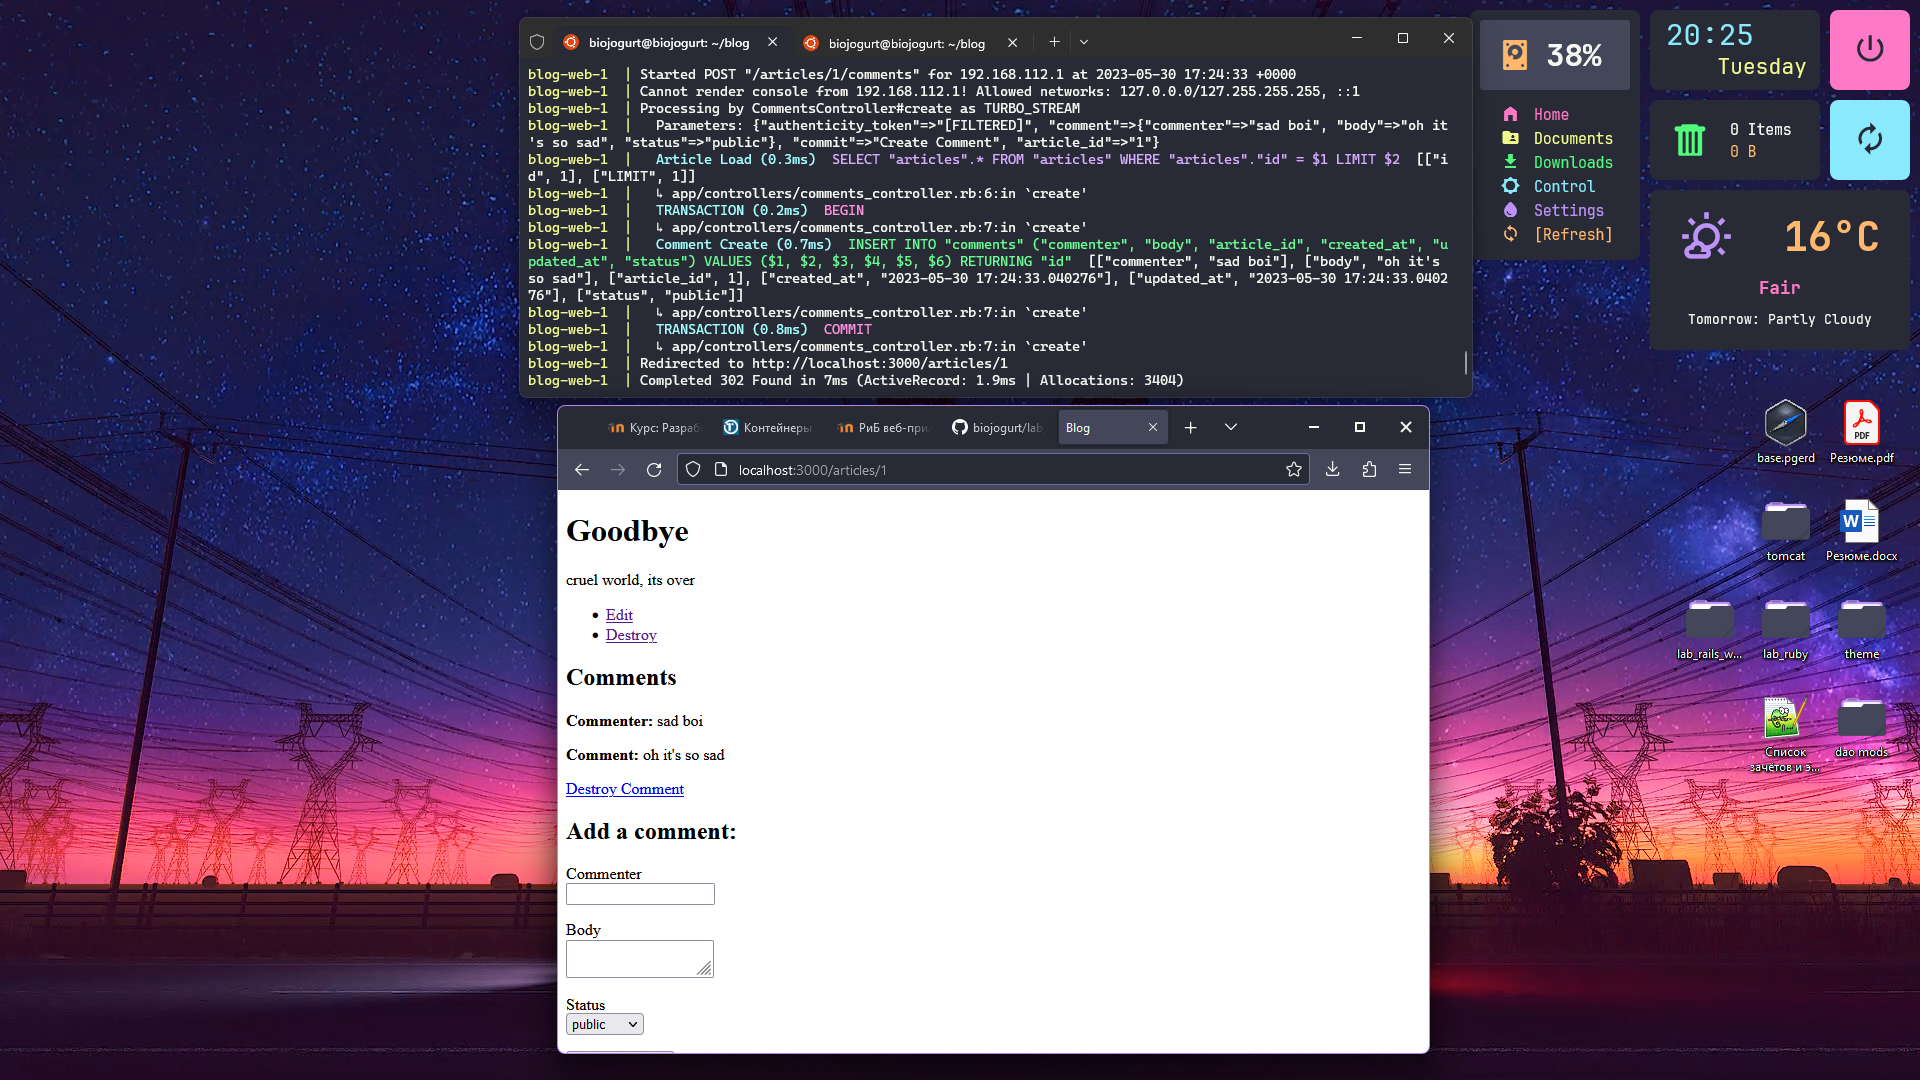 biojogurt@biojogurt: ~/blog
biojogurt@biojogurt: ~/blog
blog-web-1  | Started POST "/articles/1/comments" for 192.168.112.1 at 2023-05-30 17:24:33 +0000
blog-web-1  | Cannot render console from 192.168.112.1! Allowed networks: 127.0.0.0/127.255.255.255, ::1
blog-web-1  | Processing by CommentsController#create as TURBO_STREAM
blog-web-1  |   Parameters: {"authenticity_token"=>"[FILTERED]", "comment"=>{"commenter"=>"sad boi", "body"=>"oh it
's so sad", "status"=>"public"}, "commit"=>"Create Comment", "article_id"=>"1"}
blog-web-1  |   Article Load (0.3ms)  SELECT "articles".* FROM "articles" WHERE "articles"."id" = $1 LIMIT $2  [["i
d", 1], ["LIMIT", 1]]
blog-web-1  |   ↳ app/controllers/comments_controller.rb:6:in `create'
blog-web-1  |   TRANSACTION (0.2ms)  BEGIN
blog-web-1  |   ↳ app/controllers/comments_controller.rb:7:in `create'
blog-web-1  |   Comment Create (0.7ms)  INSERT INTO "comments" ("commenter", "body", "article_id", "created_at", "u
pdated_at", "status") VALUES ($1, $2, $3, $4, $5, $6) RETURNING "id"  [["commenter", "sad boi"], ["body", "oh it's
so sad"], ["article_id", 1], ["created_at", "2023-05-30 17:24:33.040276"], ["updated_at", "2023-05-30 17:24:33.0402
76"], ["status", "public"]]
blog-web-1  |   ↳ app/controllers/comments_controller.rb:7:in `create'
blog-web-1  |   TRANSACTION (0.8ms)  COMMIT
blog-web-1  |   ↳ app/controllers/comments_controller.rb:7:in `create'
blog-web-1  | Redirected to http://localhost:3000/articles/1
blog-web-1  | Completed 302 Found in 7ms (ActiveRecord: 1.9ms | Allocations: 3404)
38%
Home
Documents
Downloads
Control
Settings
[Refresh]
20:25
Tuesday
0 Items
0 B
16°C
Fair
Tomorrow: Partly Cloudy
Курс: Разраб
Контейнеры
РиБ веб-при
biojogurt/lab
Blog
localhost:3000/articles/1
Goodbye
cruel world, its over
Edit
Destroy
Comments
Commenter: sad boi
Comment: oh it's so sad
Destroy Comment
Add a comment:
Commenter
Body
Status
public
base.pgerd
PDF
Резюме.pdf
tomcat
W
Резюме.docx
lab_rails_w...
lab_ruby
theme
Список
зачётов и э...
dao mods